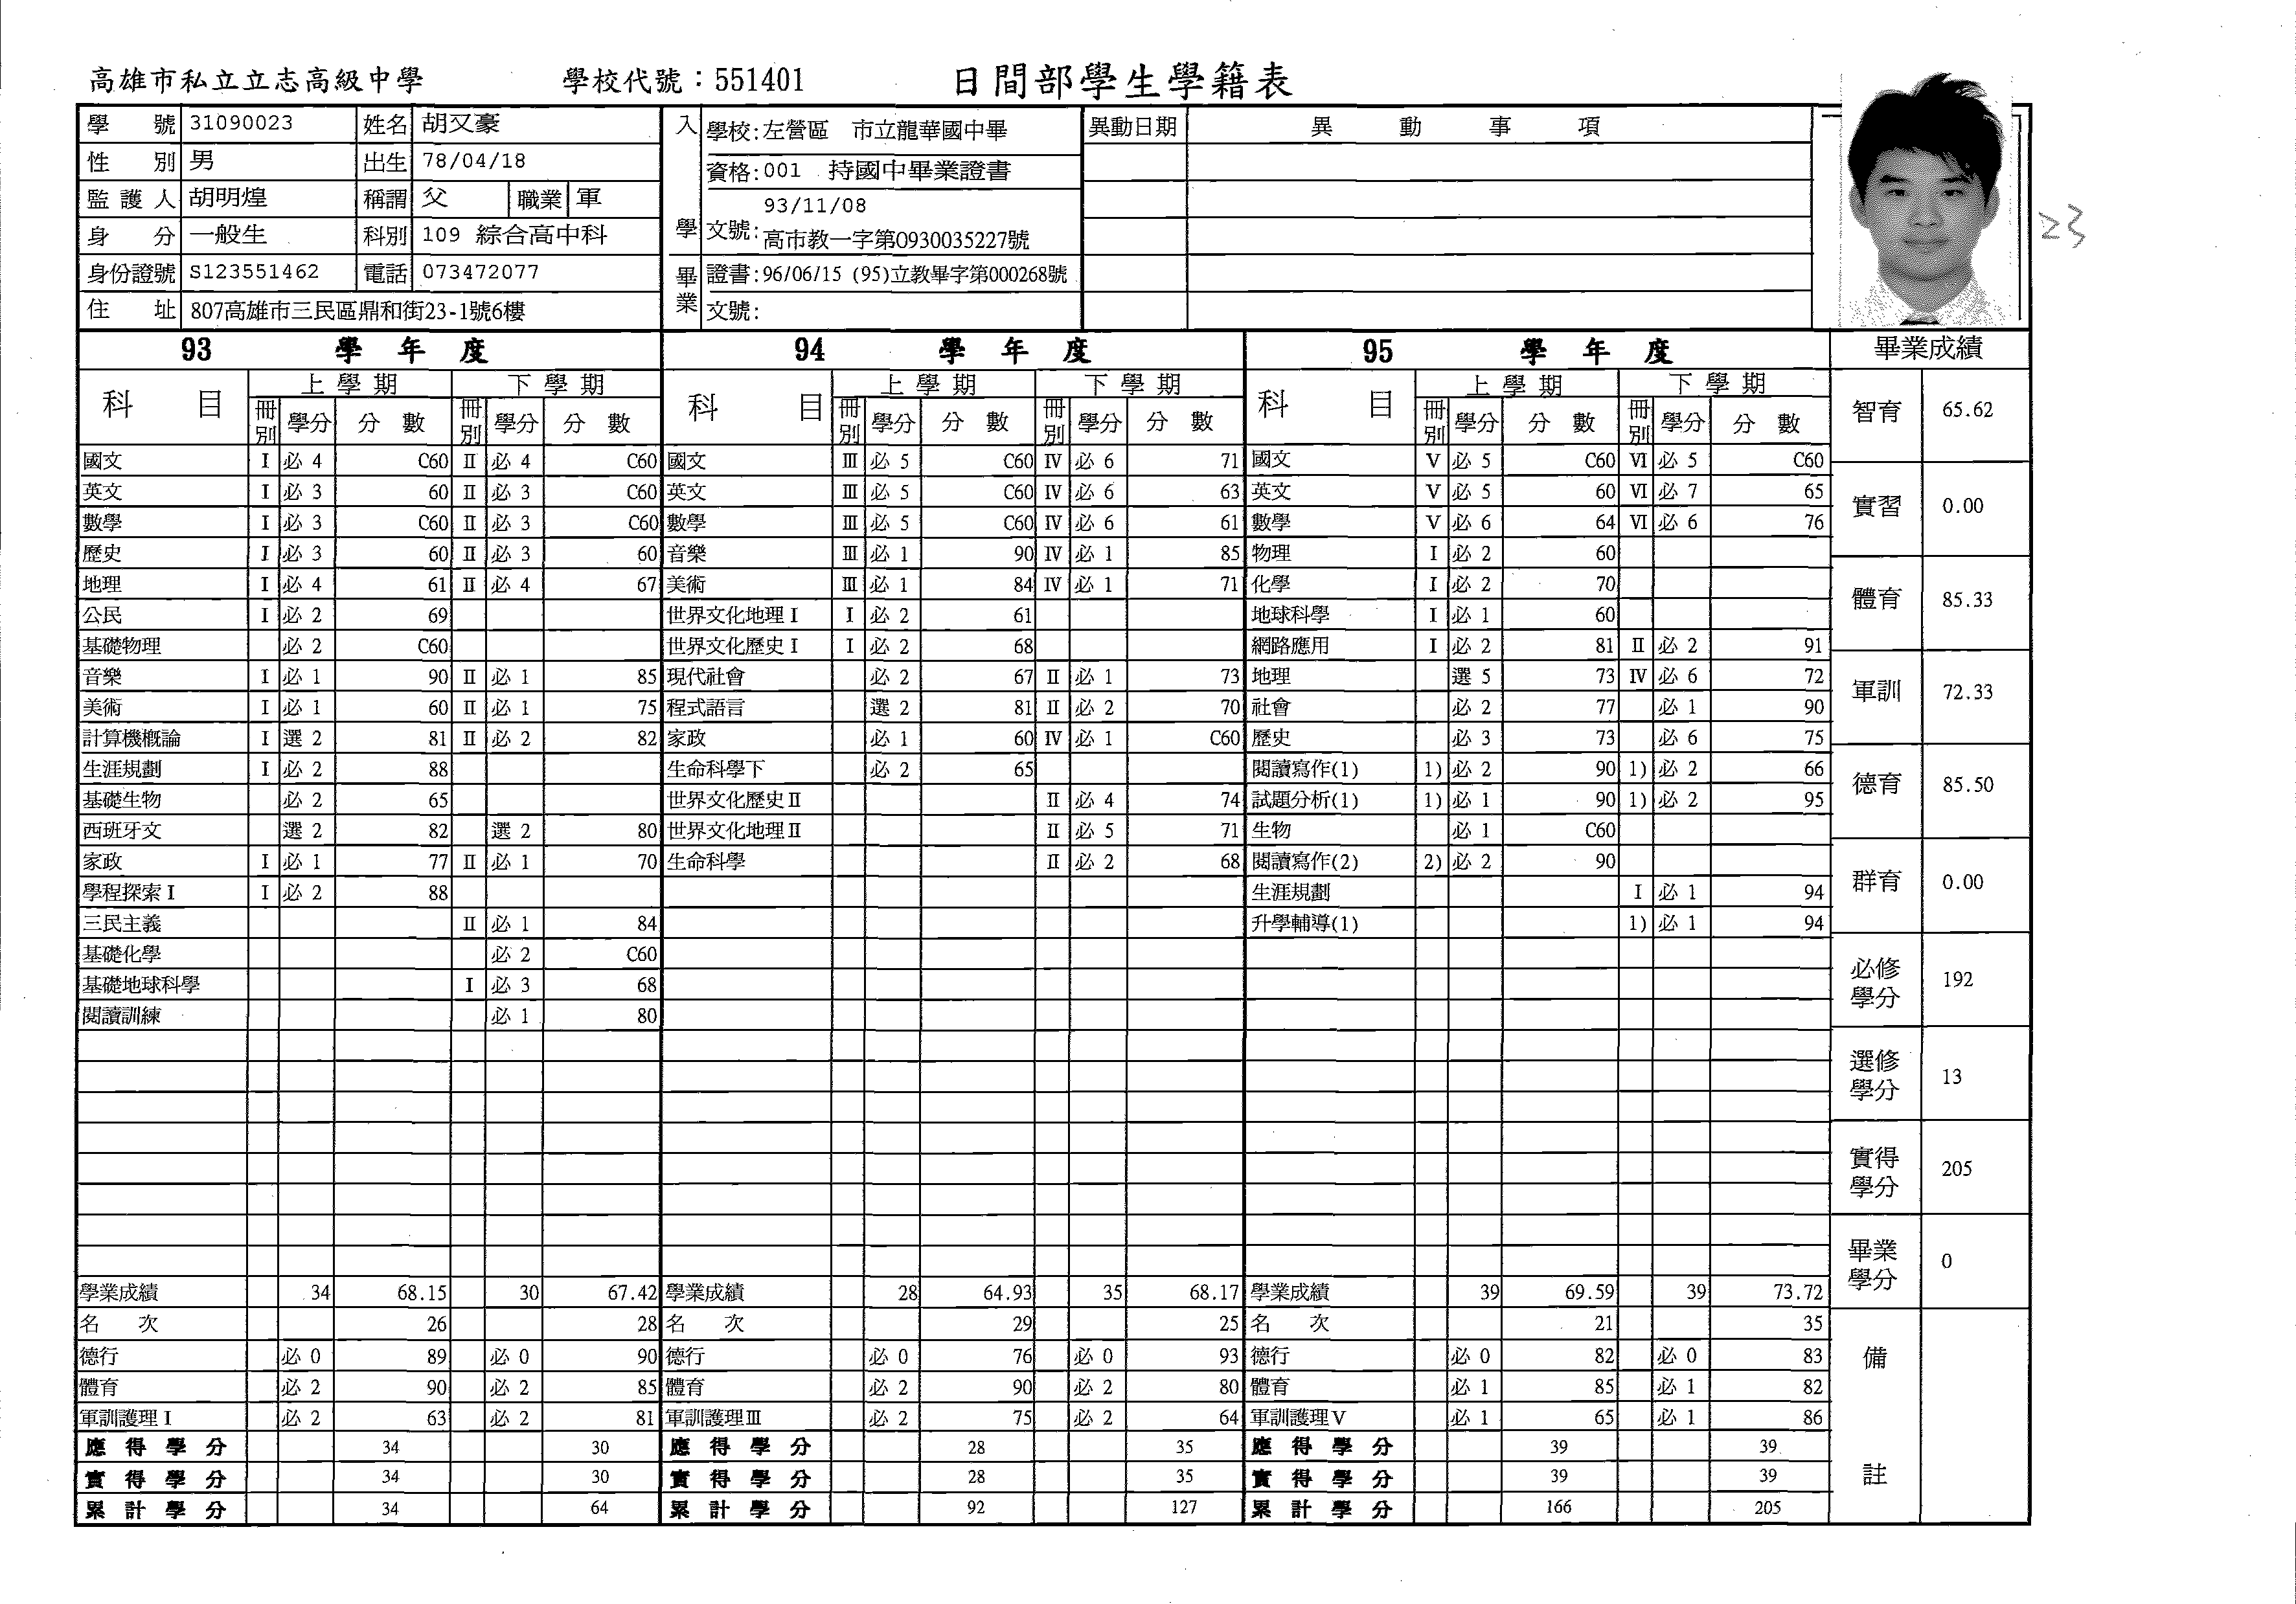 高雄市私立立志高級中學 學校代號：551401 日間部學生學籍表
學號 31090023 姓名 胡又豪 入學 學校:左營區 市立龍華國中畢 異動日期 異動事項
性別 男 出生 78/04/18 資格:001 持國中畢業證書
監護人 胡明煌 稱謂 父 職業 軍 93/11/08
身分 一般生 科別 109 綜合高中科 文號:高市教一字第0930035227號
身份證號 S123551462 電話 073472077 畢業 證書:96/06/15 (95)立教畢字第000268號
住址 807高雄市三民區鼎和街23-1號6樓 文號:
23
93 學年度 94 學年度 95 學年度 畢業成績
科目 上學期 下學期 科目 上學期 下學期 科目 上學期 下學期
冊別 學分 分數 冊別 學分 分數 冊別 學分 分數 冊別 學分 分數 冊別 學分 分數 冊別 學分 分數
國文 I 必 4 C60 II 必 4 C60 國文 III 必 5 C60 IV 必 6 71 國文 V 必 5 C60 VI 必 5 C60
英文 I 必 3 60 II 必 3 C60 英文 III 必 5 C60 IV 必 6 63 英文 V 必 5 60 VI 必 7 65
數學 I 必 3 C60 II 必 3 C60 數學 III 必 5 C60 IV 必 6 61 數學 V 必 6 64 VI 必 6 76
歷史 I 必 3 60 II 必 3 60 音樂 III 必 1 90 IV 必 1 85 物理 I 必 2 60
地理 I 必 4 61 II 必 4 67 美術 III 必 1 84 IV 必 1 71 化學 I 必 2 70
公民 I 必 2 69 世界文化地理 I I 必 2 61 地球科學 I 必 1 60
基礎物理 必 2 C60 世界文化歷史 I I 必 2 68 網路應用 I 必 2 81 II 必 2 91
音樂 I 必 1 90 II 必 1 85 現代社會 必 2 67 II 必 1 73 地理 選 5 73 IV 必 6 72
美術 I 必 1 60 II 必 1 75 程式語言 選 2 81 II 必 2 70 社會 必 2 77 必 1 90
計算機概論 I 選 2 81 II 必 2 82 家政 必 1 60 IV 必 1 C60 歷史 必 3 73 必 6 75
生涯規劃 I 必 2 88 生命科學下 必 2 65 閱讀寫作(1) 1) 必 2 90 1) 必 2 66
基礎生物 必 2 65 世界文化歷史 II II 必 4 74 試題分析(1) 1) 必 1 90 1) 必 2 95
西班牙文 選 2 82 選 2 80 世界文化地理 II II 必 5 71 生物 必 1 C60
家政 I 必 1 77 II 必 1 70 生命科學 II 必 2 68 閱讀寫作(2) 2) 必 2 90
學程探索 I I 必 2 88 生涯規劃 I 必 1 94
三民主義 II 必 1 84 升學輔導(1) 1) 必 1 94
基礎化學 必 2 C60
基礎地球科學 I 必 3 68
閱讀訓練 必 1 80
學業成績 34 68.15 30 67.42 學業成績 28 64.93 35 68.17 學業成績 39 69.59 39 73.72
名次 26 28 名次 29 25 名次 21 35
德行 必 0 89 必 0 90 德行 必 0 76 必 0 93 德行 必 0 82 必 0 83
體育 必 2 90 必 2 85 體育 必 2 90 必 2 80 體育 必 1 85 必 1 82
軍訓護理 I 必 2 63 必 2 81 軍訓護理 III 必 2 75 必 2 64 軍訓護理 V 必 1 65 必 1 86
應得學分 34 30 應得學分 28 35 應得學分 39 39
實得學分 34 30 實得學分 28 35 實得學分 39 39
累計學分 34 64 累計學分 92 127 累計學分 166 205
智育 65.62
實習 0.00
體育 85.33
軍訓 72.33
德育 85.50
群育 0.00
必修學分 192
選修學分 13
實得學分 205
畢業學分 0
備註